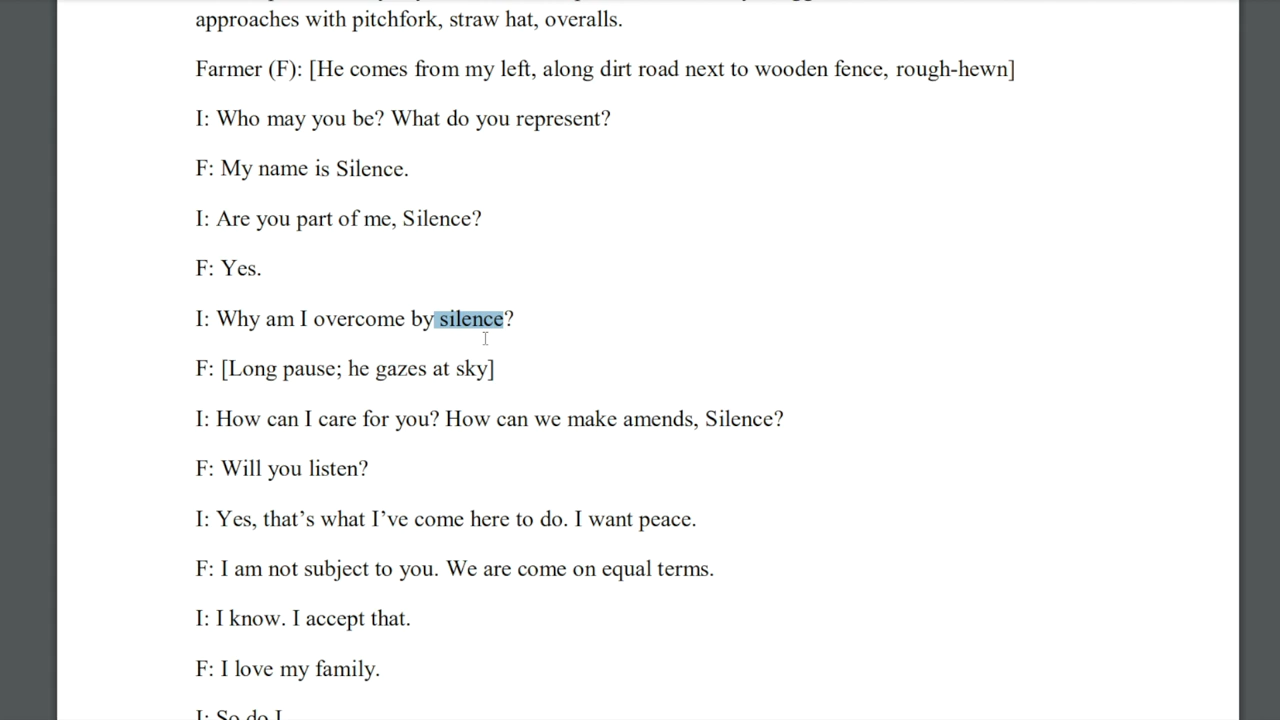 approaches with pitchfork, straw hat, overalls.
Farmer (F): [He comes from my left, along dirt road next to wooden fence, rough-hewn]
I: Who may you be? What do you represent?
F: My name is Silence.
I: Are you part of me, Silence?
F: Yes.
I: Why am I overcome by silence?
F: [Long pause; he gazes at sky]
I: How can I care for you? How can we make amends, Silence?
F: Will you listen?
I: Yes, that’s what I’ve come here to do. I want peace.
F: I am not subject to you. We are come on equal terms.
I: I know. I accept that.
F: I love my family.
I: So do I